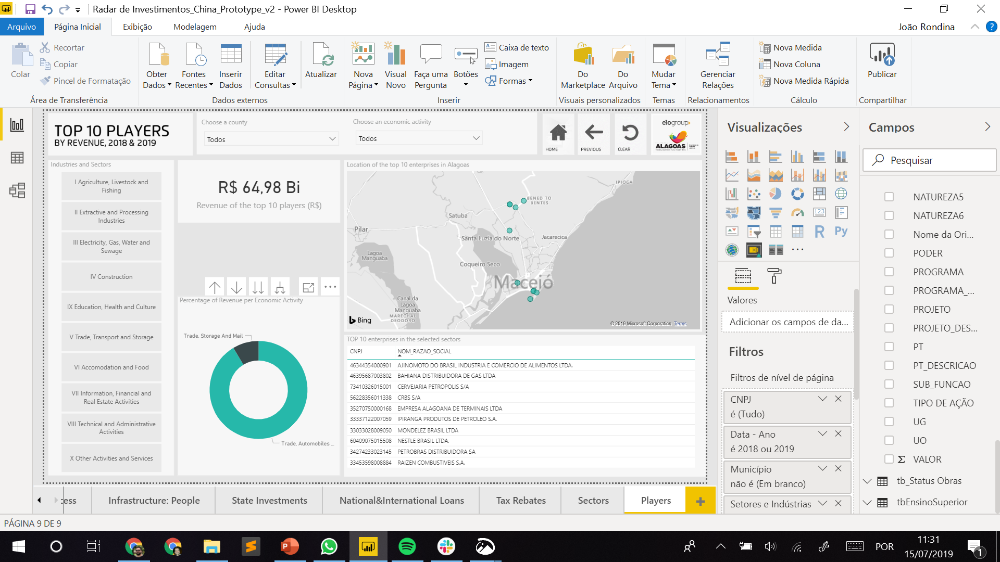 Radar de Investimentos_China_Prototype_v2 - Power BI Desktop
Arquivo
Página Inicial
Exibição
Modelagem
Ajuda
João Rondina
Colar
Recortar
Copiar
Pincel de Formatação
Área de Transferência
Obter Dados
Fontes Recentes
Inserir Dados
Editar Consultas
Atualizar
Dados externos
Nova Página
Visual Novo
Faça uma Pergunta
Botões
Caixa de texto
Imagem
Formas
Inserir
Do Marketplace
Do Arquivo
Visuais personalizados
Mudar Tema
Temas
Gerenciar Relações
Relacionamentos
Nova Medida
Nova Coluna
Nova Medida Rápida
Cálculo
Publicar
Compartilhar
TOP 10 PLAYERS
BY REVENUE, 2018 & 2019
Choose a county
Todos
Choose an economic activity
Todos
HOME
PREVIOUS
CLEAR
elogroup
ALAGOAS
Industries and Sectors
I Agriculture, Livestock and
Fishing
II Extractive and Processing
Industries
III Electricity, Gas, Water and
Sewage
IV Construction
IX Education, Health and Culture
V Trade, Transport and Storage
VI Accomodation and Food
VII Information, Financial and
Real Estate Activities
VIII Technical and Administrative
Activities
X Other Activities and Services
R$ 64,98 Bi
Revenue of the top 10 players (R$)
Percentage of Revenue per Economic Activity
Trade, Storage And Mail
Trade, Automobiles ...
Location of the top 10 enterprises in Alagoas
IPIOCA
BENEDITO
BENTES
Satuba
Pilar
Santa Luzia do Norte
Jacarecica
Lagoa
Manguaba
Coqueiro Seco
Maceió
Canal da
Lagoa
Manguaba
MARECHAL
DEODORO
Bing
© 2019 Microsoft Corporation Terms
TOP 10 enterprises in the selected sectors
CNPJ NOM_RAZAO_SOCIAL
46344354000901 AJINOMOTO DO BRASIL INDUSTRIA E COMERCIO DE ALIMENTOS LTDA.
46395687003802 BAHIANA DISTRIBUIDORA DE GAS LTDA
73410326015001 CERVEJARIA PETROPOLIS S/A
56228356011338 CRBS S/A
35270750000168 EMPRESA ALAGOANA DE TERMINAIS LTDA
33337122007059 IPIRANGA PRODUTOS DE PETROLEO S.A.
33033028009050 MONDELEZ BRASIL LTDA
60409075015508 NESTLE BRASIL LTDA.
34274233023145 PETROBRAS DISTRIBUIDORA SA
33453598008884 RAIZEN COMBUSTIVEIS S.A.
Visualizações
R
Py
Valores
Adicionar os campos de da...
Filtros
Filtros de nível de página
CNPJ
é (Tudo)
Data - Ano
é 2018 ou 2019
Município
não é (Em branco)
Setores e Indústrias
Campos
Pesquisar
NATUREZA5
NATUREZA6
Nome da Ori...
PODER
PROGRAMA
PROGRAMA_...
PROJETO
PROJETO_DES...
PT
PT_DESCRICAO
SUB_FUNCAO
TIPO DE AÇÃO
UG
UO
VALOR
tb_Status Obras
tbEnsinoSuperior
cess
Infrastructure: People
State Investments
National&International Loans
Tax Rebates
Sectors
Players
PÁGINA 9 DE 9
POR
11:31
15/07/2019
1